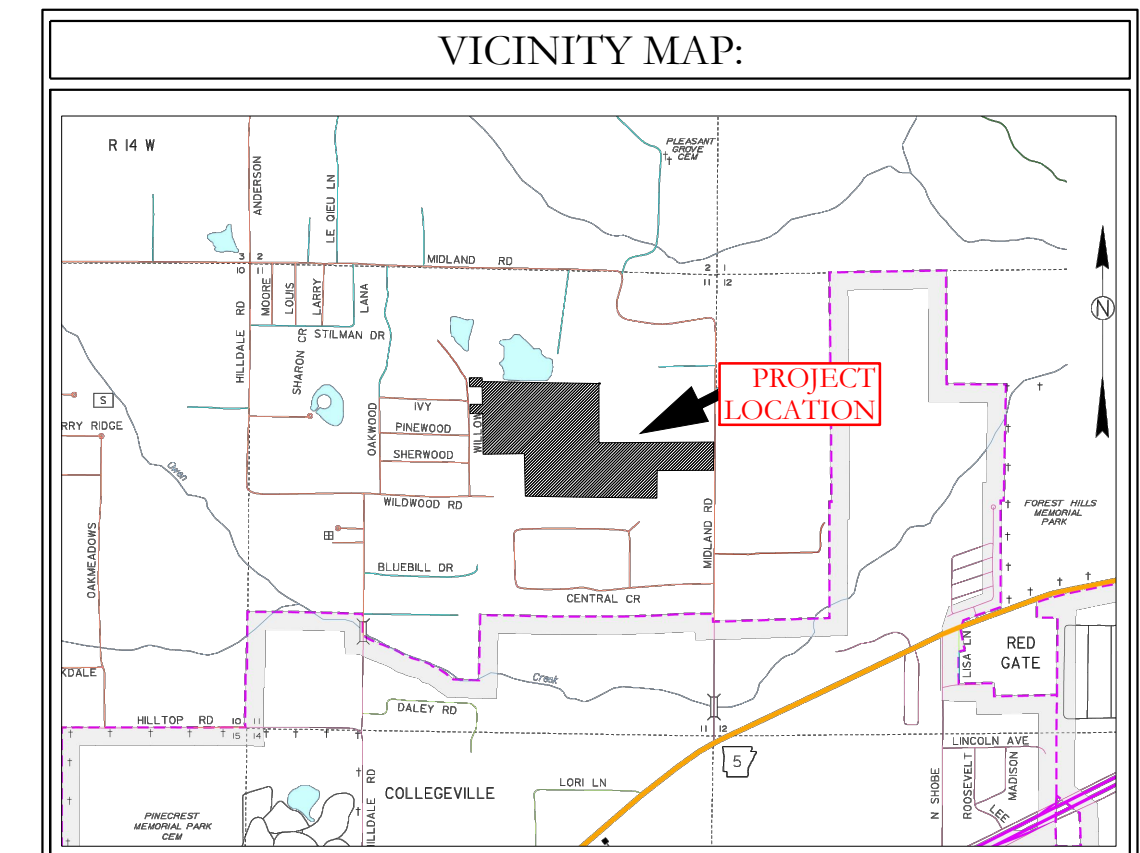 VICINITY MAP:
R 14 W
PLEASANT
GROVE
CEM
ANDERSON
LE DIEU LN
3 2
10 11
MIDLAND RD
2 1
11 12
HILLDALE RD
MOORE
LOUIS
LARRY
LANA
STILMAN DR
SHARON CR
N
PROJECT
LOCATION
S
RRY RIDGE
OAKWOOD
IVY
PINEWOOD
SHERWOOD
WILLOW
WILDWOOD RD
Owen
OAKMEADOWS
MIDLAND RD
FOREST HILLS
MEMORIAL
PARK
BLUEBILL DR
CENTRAL CR
LISA LN
RED
GATE
KDALE
Creek
DALEY RD
HILLTOP RD
10 11
15 14
11 12
5
LINCOLN AVE
LORI LN
COLLEGEVILLE
ILLDALE RD
N SHOBE
ROOSEVELT
MADISON
LEE
PINECREST
MEMORIAL PARK
CEM